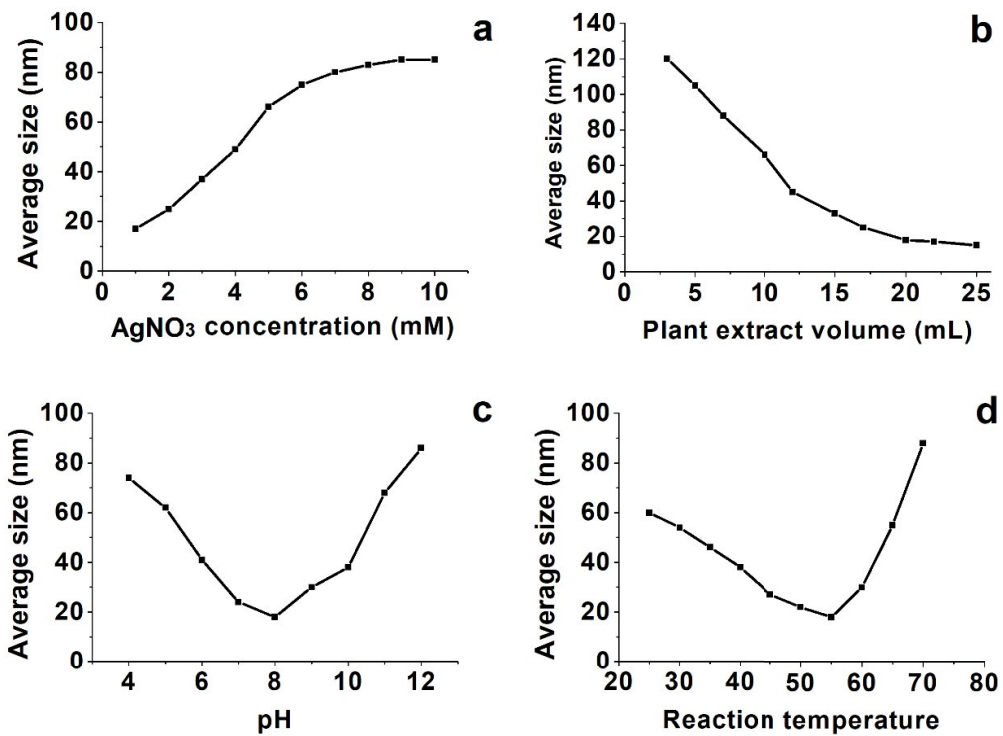 a
100
80
60
40
20
0
Average size (nm)
0 2 4 6 8 10
AgNO3 concentration (mM)
b
140
120
100
80
60
40
20
0
Average size (nm)
0 5 10 15 20 25
Plant extract volume (mL)
c
100
80
60
40
20
0
Average size (nm)
4 6 8 10 12
pH
d
100
80
60
40
20
0
Average size (nm)
20 30 40 50 60 70 80
Reaction temperature